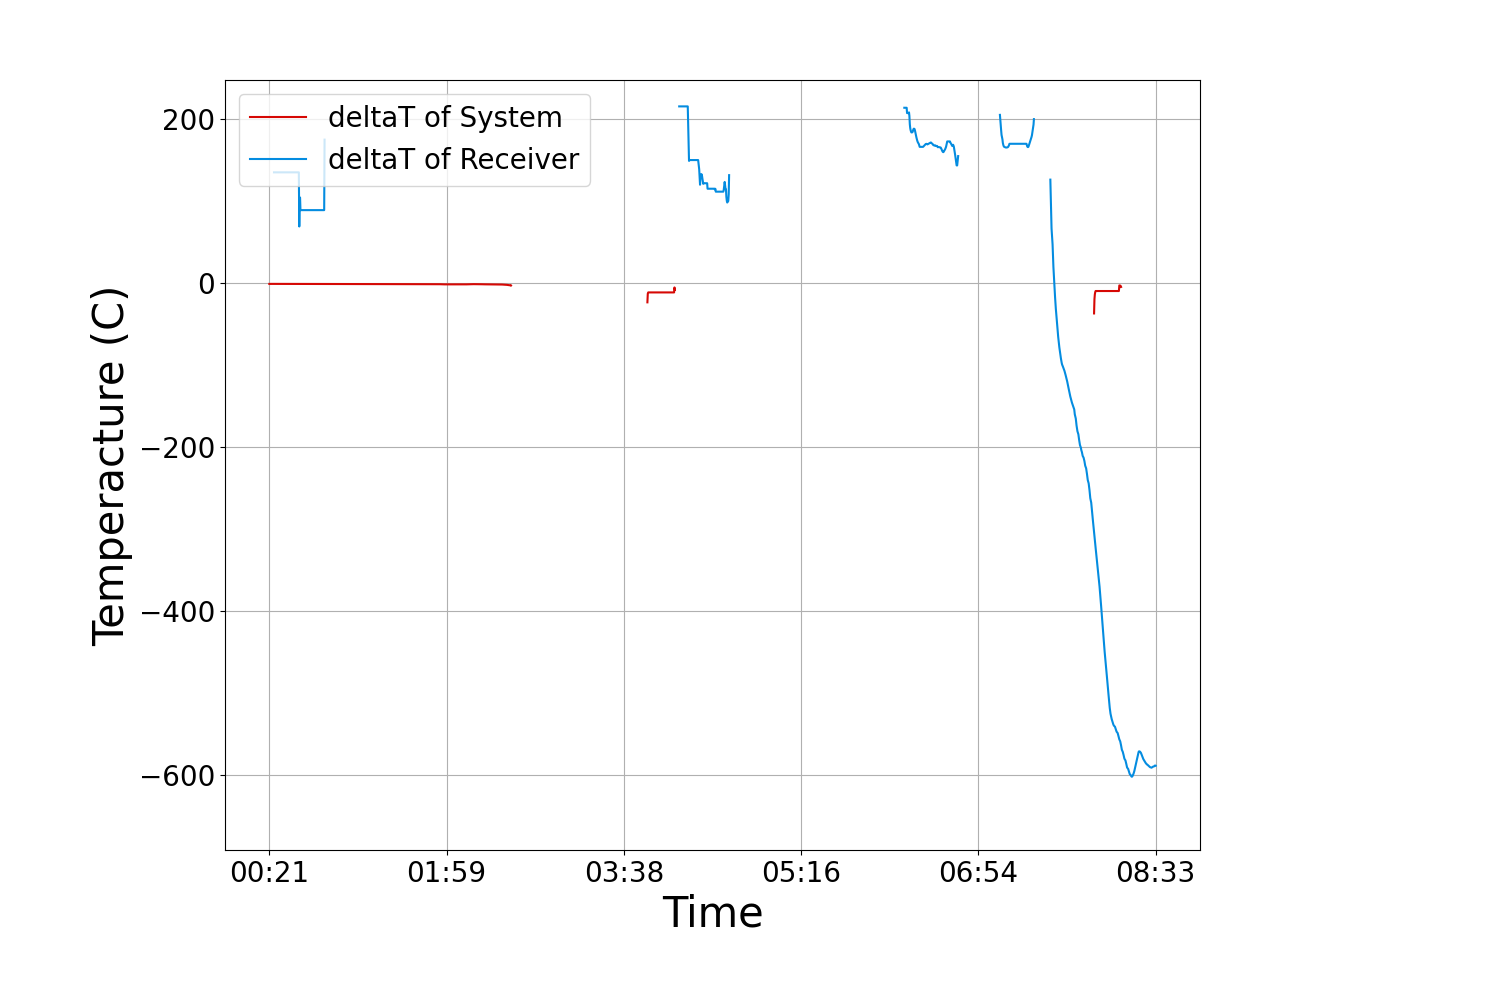 deltaT of System
deltaT of Receiver
200
0
−200
−400
−600
Temperacture (C)
00:21 01:59 03:38 05:16 06:54 08:33
Time